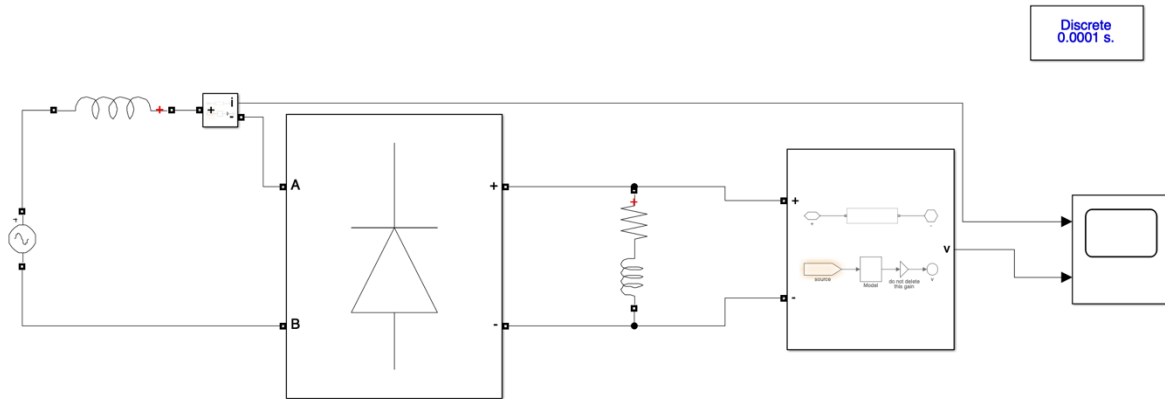 Discrete
0.0001 s.
+
i
+
-
A
+
+
+
B
-
-
v
+
-
source
Model
do not delete
this gain
v